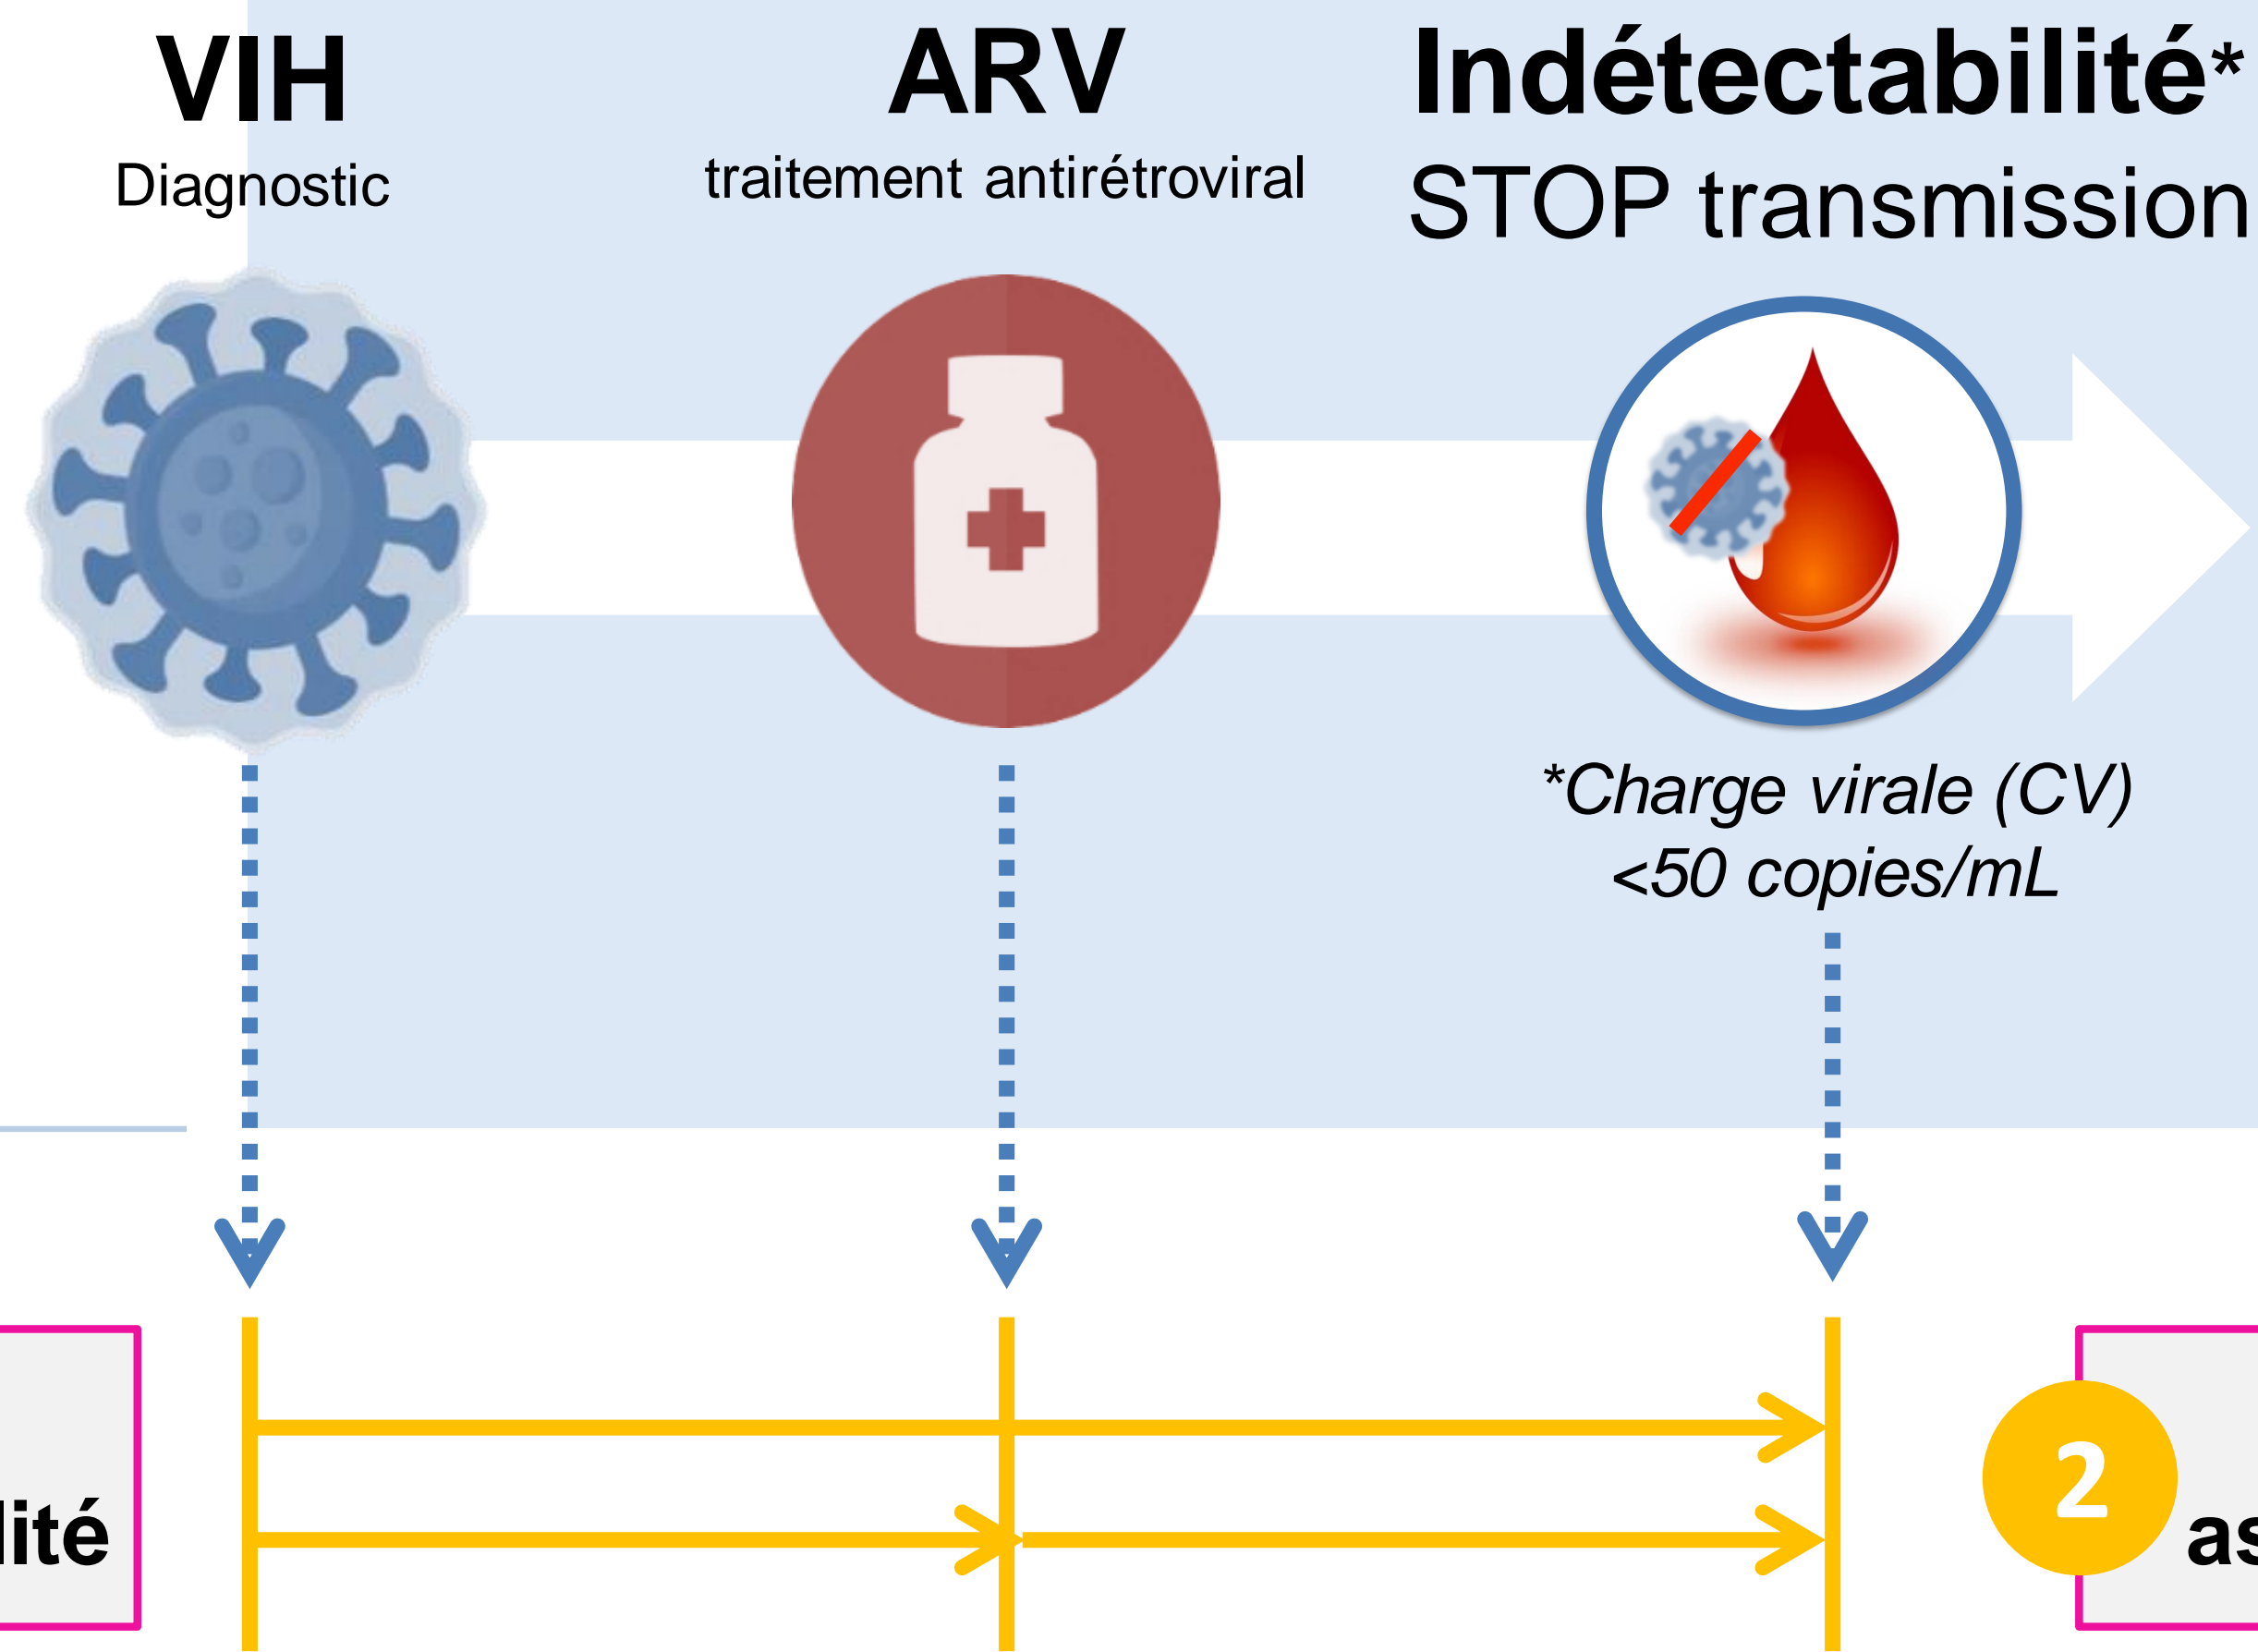 VIH
Diagnostic
ARV
traitement antirétroviral
Indétectabilité*
STOP transmission
*Charge virale (CV)
<50 copies/mL
lité
2
as